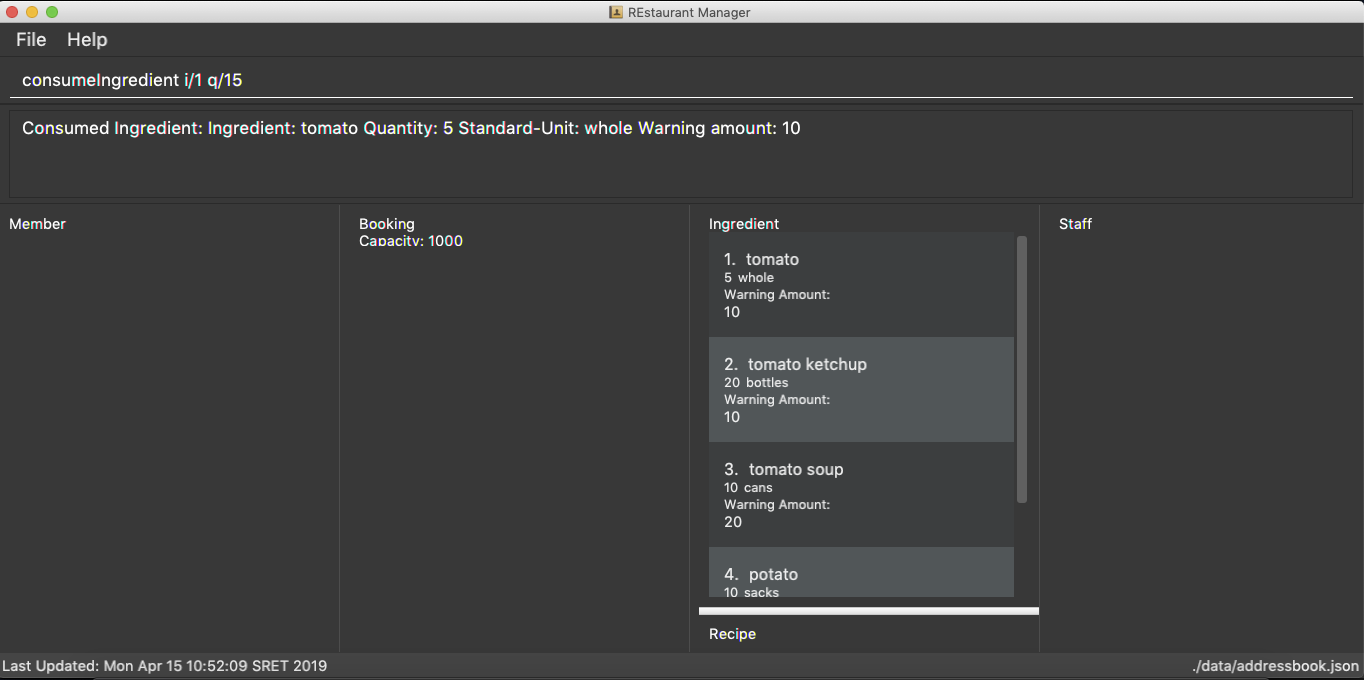 REstaurant Manager
File Help
consumeIngredient i/1 q/15
Consumed Ingredient: Ingredient: tomato Quantity: 5 Standard-Unit: whole Warning amount: 10
Member
Booking
Capacity: 1000
Ingredient
1. tomato
5 whole
Warning Amount:
10
2. tomato ketchup
20 bottles
Warning Amount:
10
3. tomato soup
10 cans
Warning Amount:
20
4. potato
10 sacks
Recipe
Staff
Last Updated: Mon Apr 15 10:52:09 SRET 2019
./data/addressbook.json